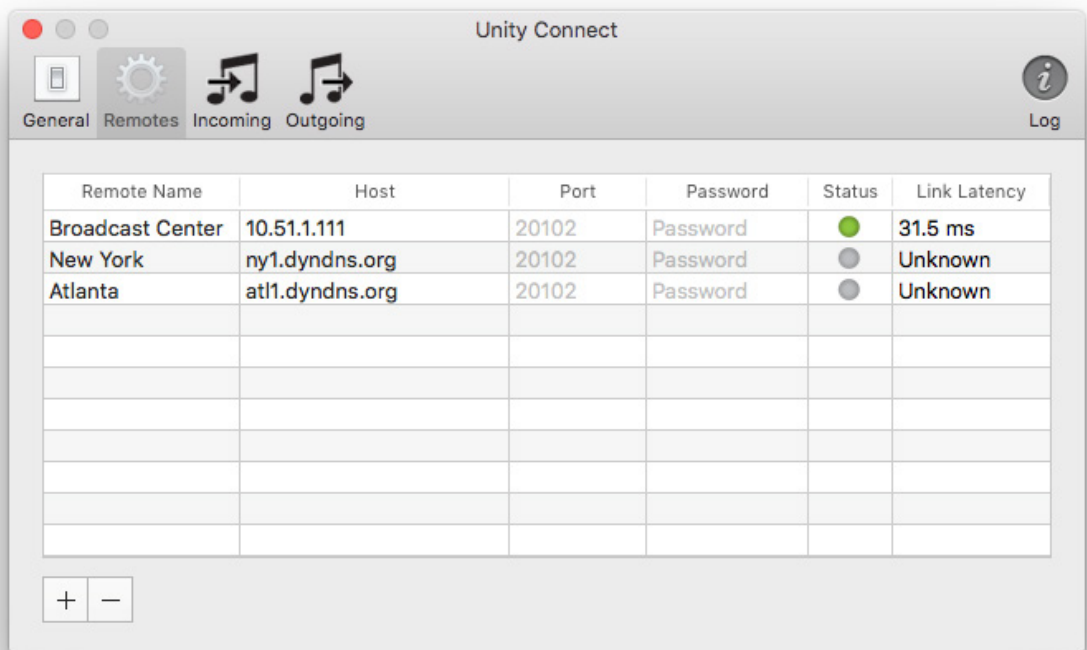 Unity Connect
General Remotes Incoming Outgoing Log
Remote Name Host Port Password Status Link Latency
Broadcast Center 10.51.1.111 20102 Password 31.5 ms
New York ny1.dyndns.org 20102 Password Unknown
Atlanta atl1.dyndns.org 20102 Password Unknown